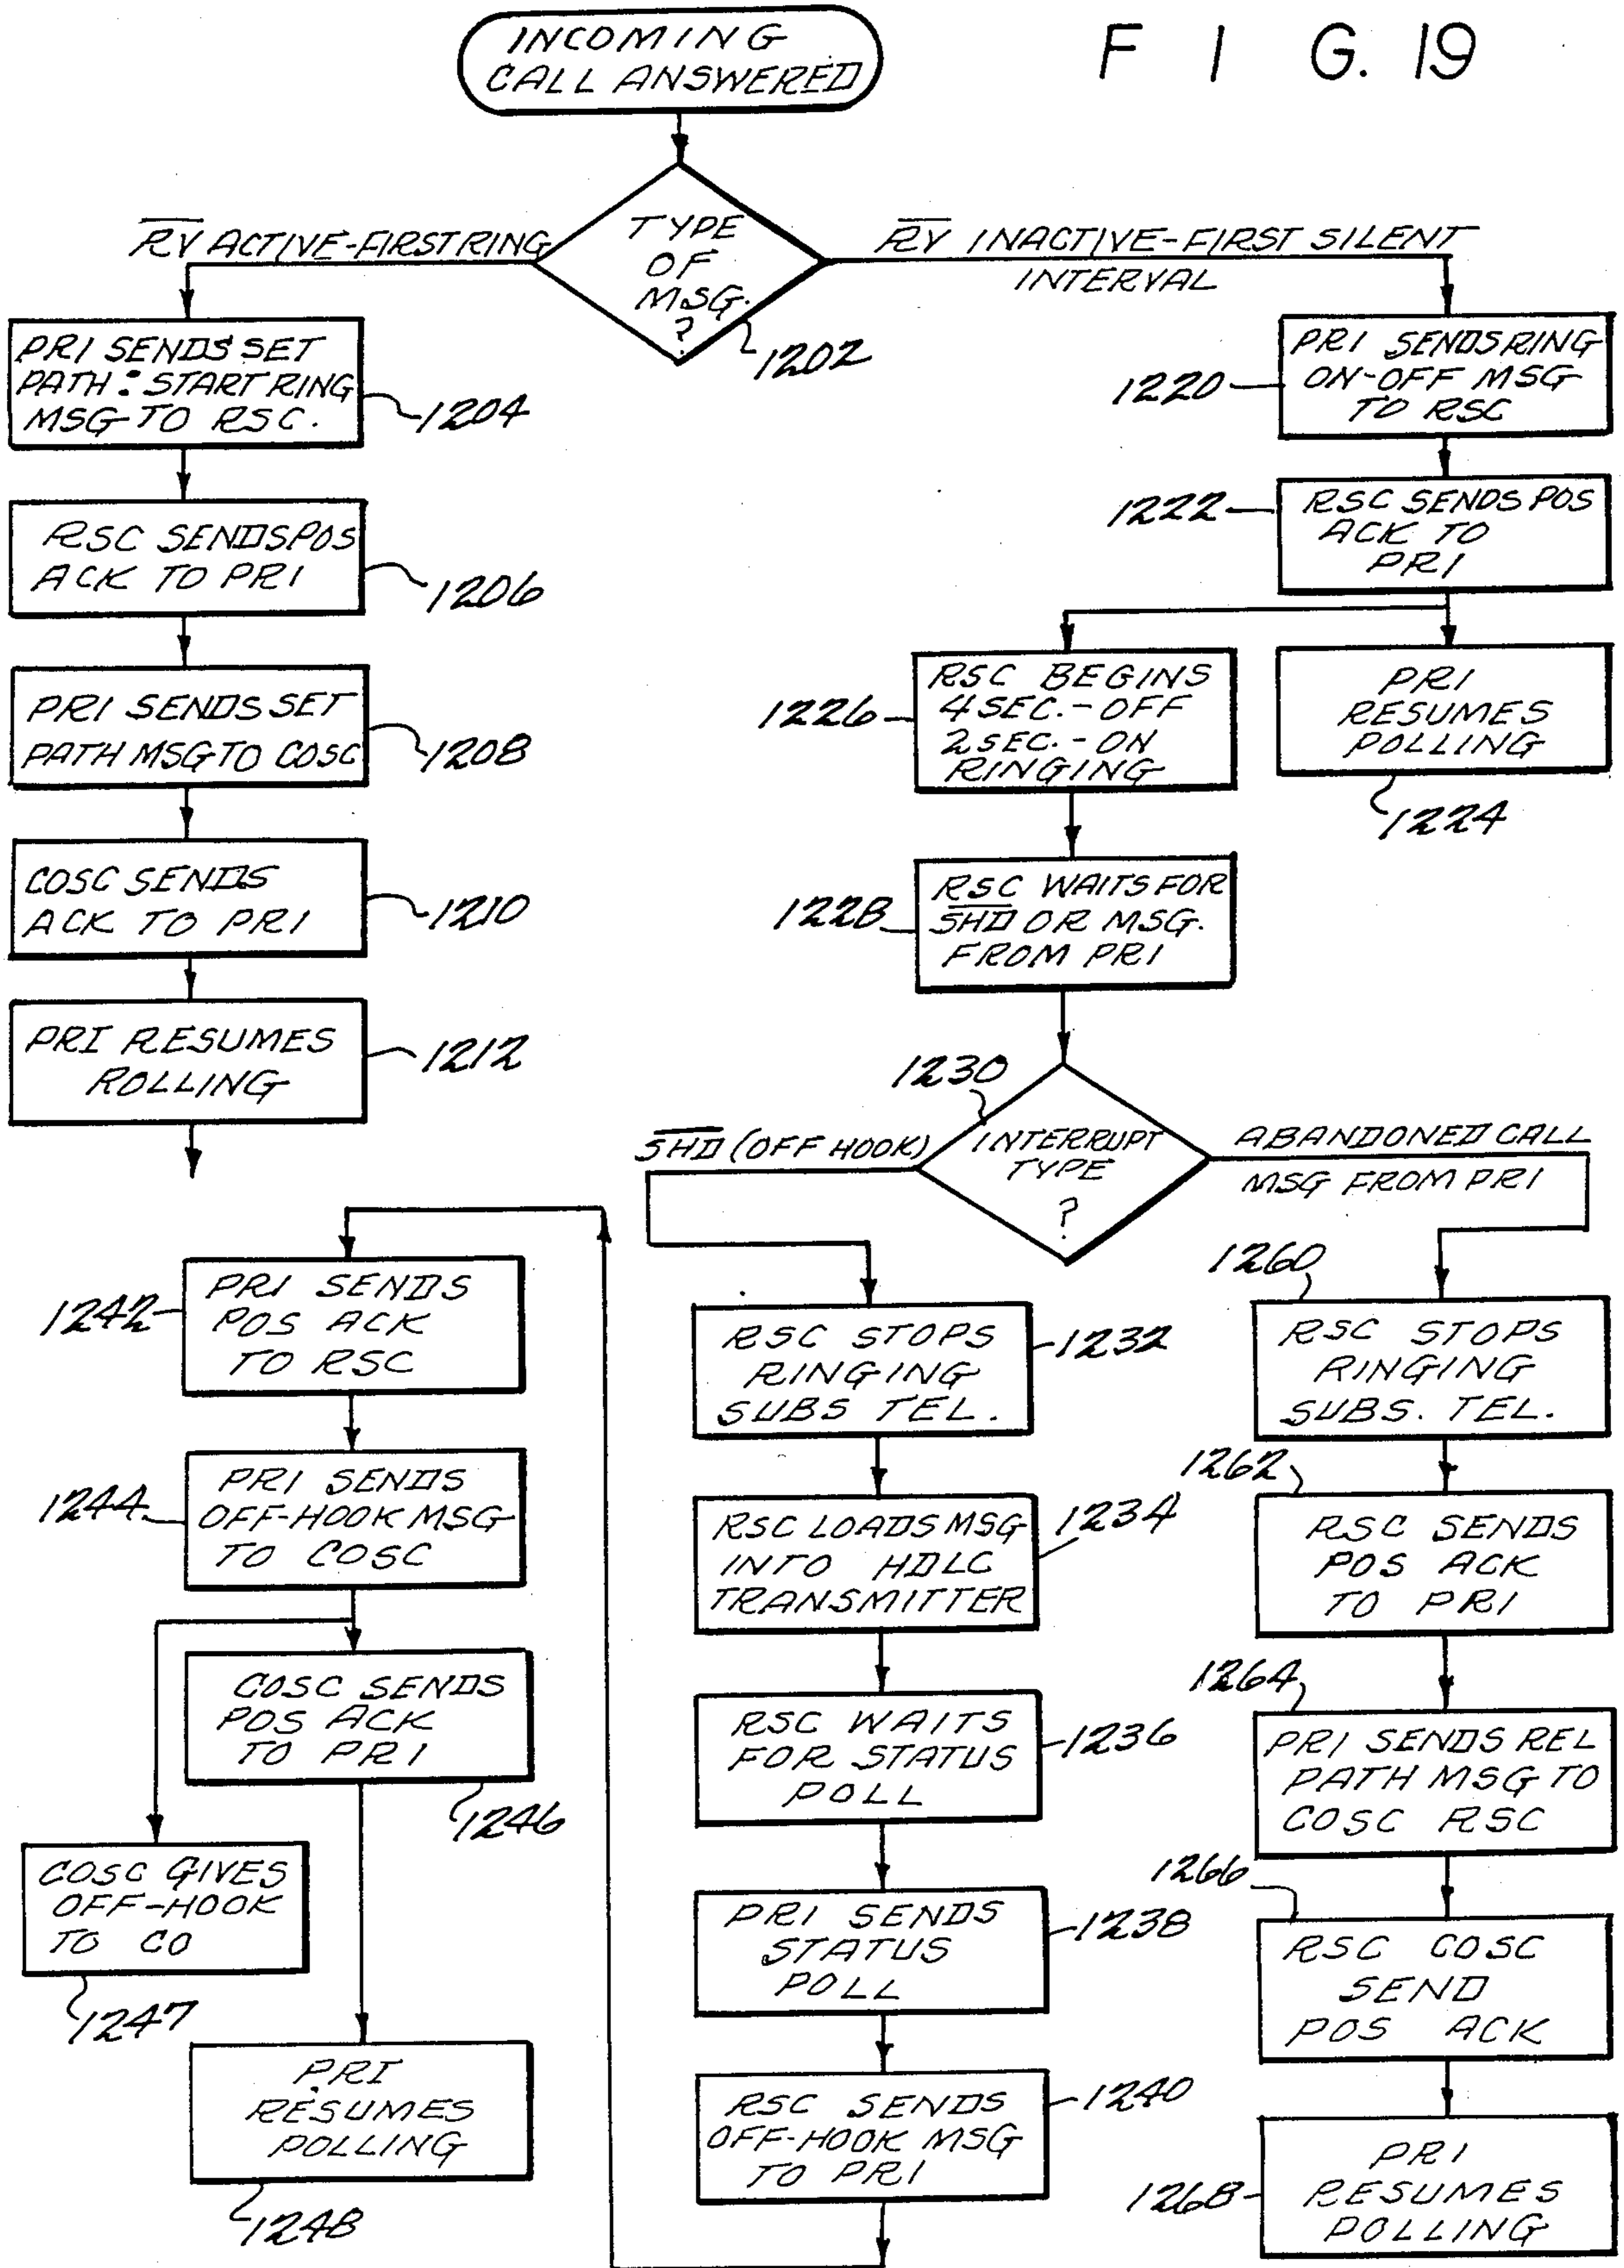 FIG. 19
INCOMING
CALL ANSWERED
TYPE
OF
MSG.
?
1202
RV ACTIVE-FIRST RING
RV INACTIVE-FIRST SILENT
INTERVAL
PRI SENDS SET
PATH: START RING
MSG TO RSC.
1204
RSC SENDS POS
ACK TO PRI
1206
PRI SENDS SET
PATH MSG TO COSC
1208
COSC SENDS
ACK TO PRI
1210
PRI RESUMES
ROLLING
1212
PRI SENDS RING
ON-OFF MSG
TO RSC
1220
RSC SENDS POS
ACK TO
PRI
1222
PRI
RESUMES
POLLING
1224
RSC BEGINS
4 SEC.-OFF
2 SEC.-ON
RINGING
1226
RSC WAITS FOR
SHD OR MSG.
FROM PRI
1228
1230
INTERRUPT
TYPE
?
SHD (OFF HOOK)
ABANDONED CALL
MSG FROM PRI
RSC STOPS
RINGING
SUBS TEL.
1232
RSC LOADS MSG
INTO HDLC
TRANSMITTER
1234
RSC WAITS
FOR STATUS
POLL
1236
PRI SENDS
STATUS
POLL
1238
RSC SENDS
OFF-HOOK MSG
TO PRI
1240
PRI SENDS
POS ACK
TO RSC
1242
PRI SENDS
OFF-HOOK MSG
TO COSC
1244
COSC SENDS
POS ACK
TO PRI
1246
COSC GIVES
OFF-HOOK
TO CO
1247
PRI
RESUMES
POLLING
1248
1260
RSC STOPS
RINGING
SUBS. TEL.
1262
RSC SENDS
POS ACK
TO PRI
1264
PRI SENDS REL
PATH MSG TO
COSC RSC
1266
RSC COSC
SEND
POS ACK
PRI
RESUMES
POLLING
1268